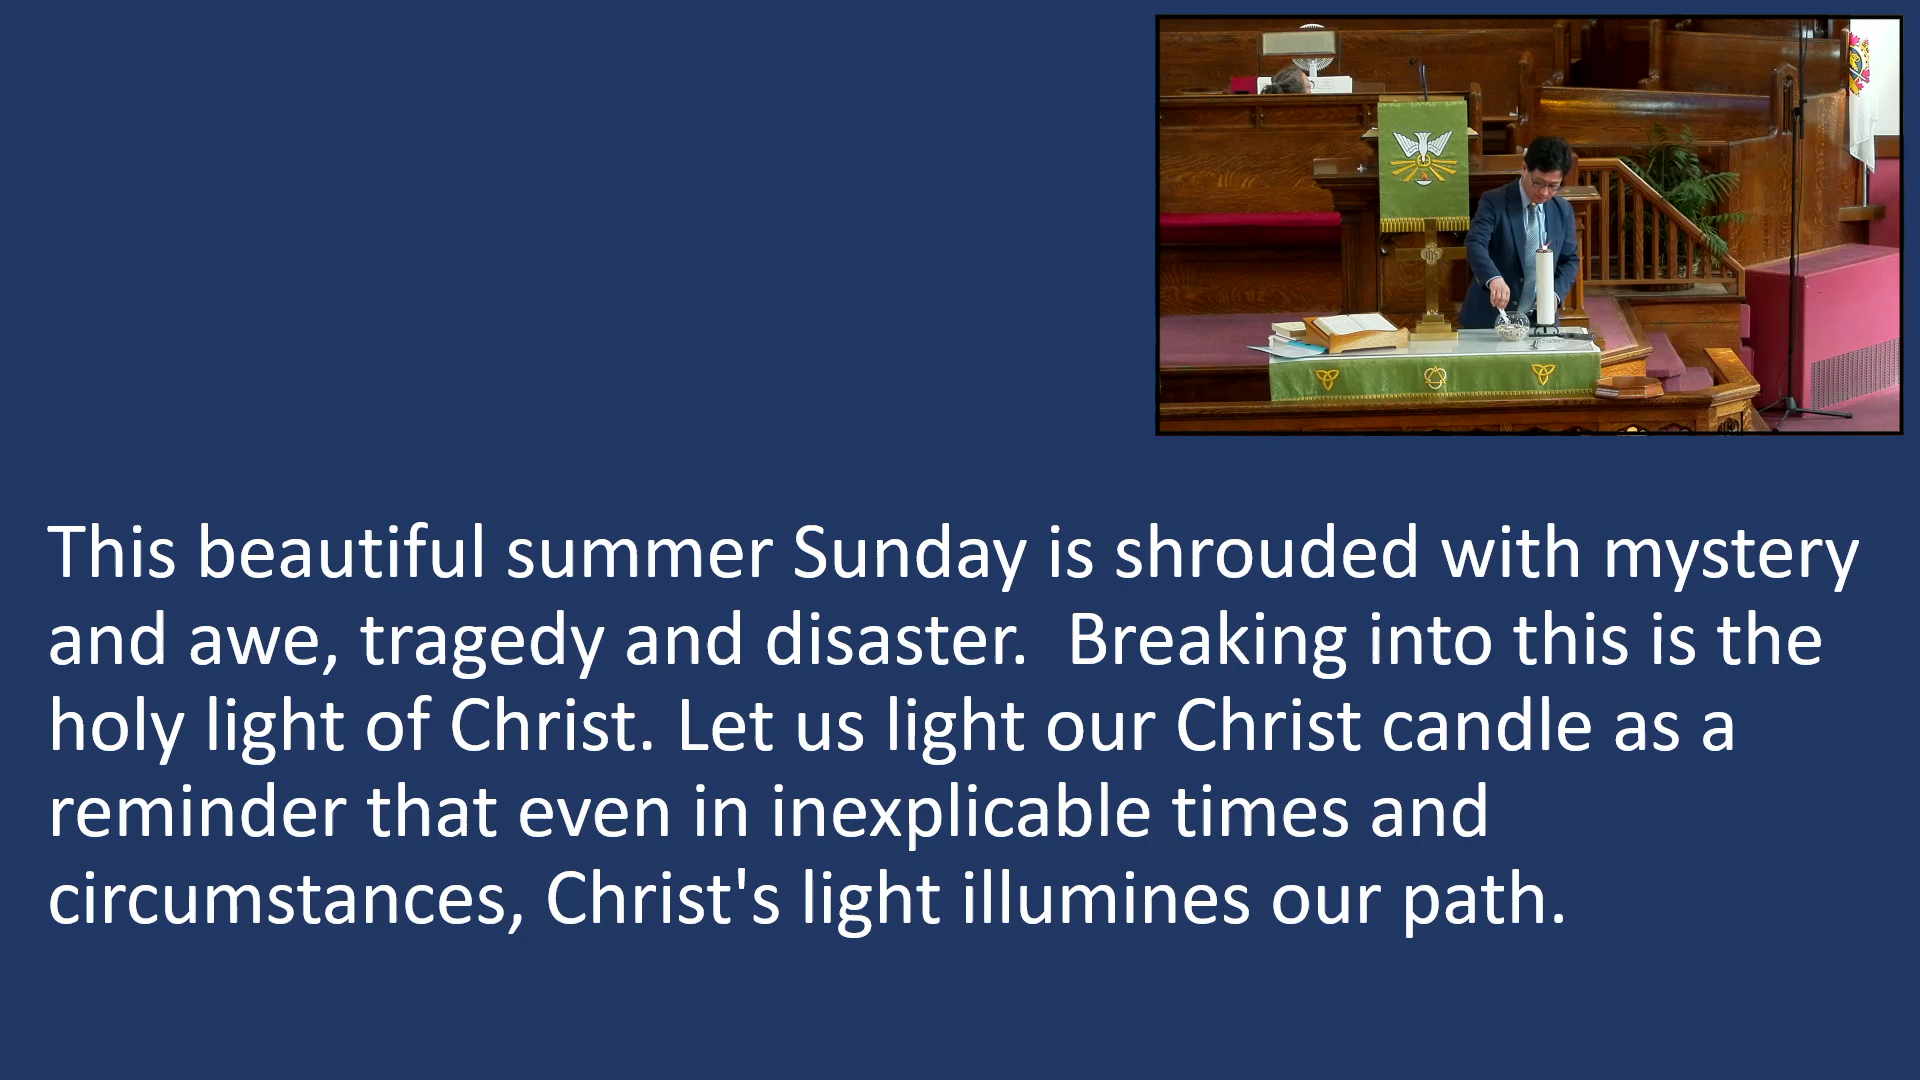 This beautiful summer Sunday is shrouded with mystery
and awe, tragedy and disaster.  Breaking into this is the
holy light of Christ. Let us light our Christ candle as a
reminder that even in inexplicable times and
circumstances, Christ's light illumines our path.